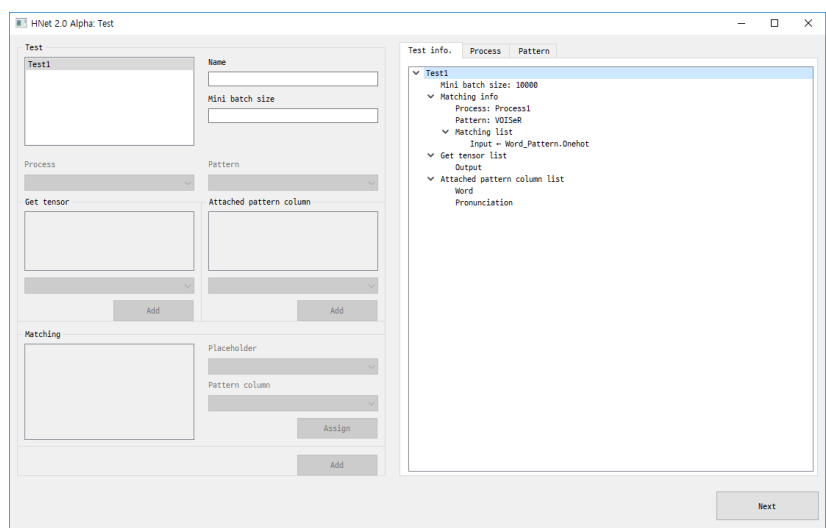 HNet 2.0 Alpha: Test
Test
Test1
Name
Mini batch size
Process
Pattern
Get tensor
Attached pattern column
Add
Add
Matching
Placeholder
Pattern column
Assign
Add
Test info.
Process
Pattern
Test1
Mini batch size: 10000
Matching info
Process: Process1
Pattern: VOISeR
Matching list
Input ← Word_Pattern.Onehot
Get tensor list
Output
Attached pattern column list
Word
Pronunciation
Next